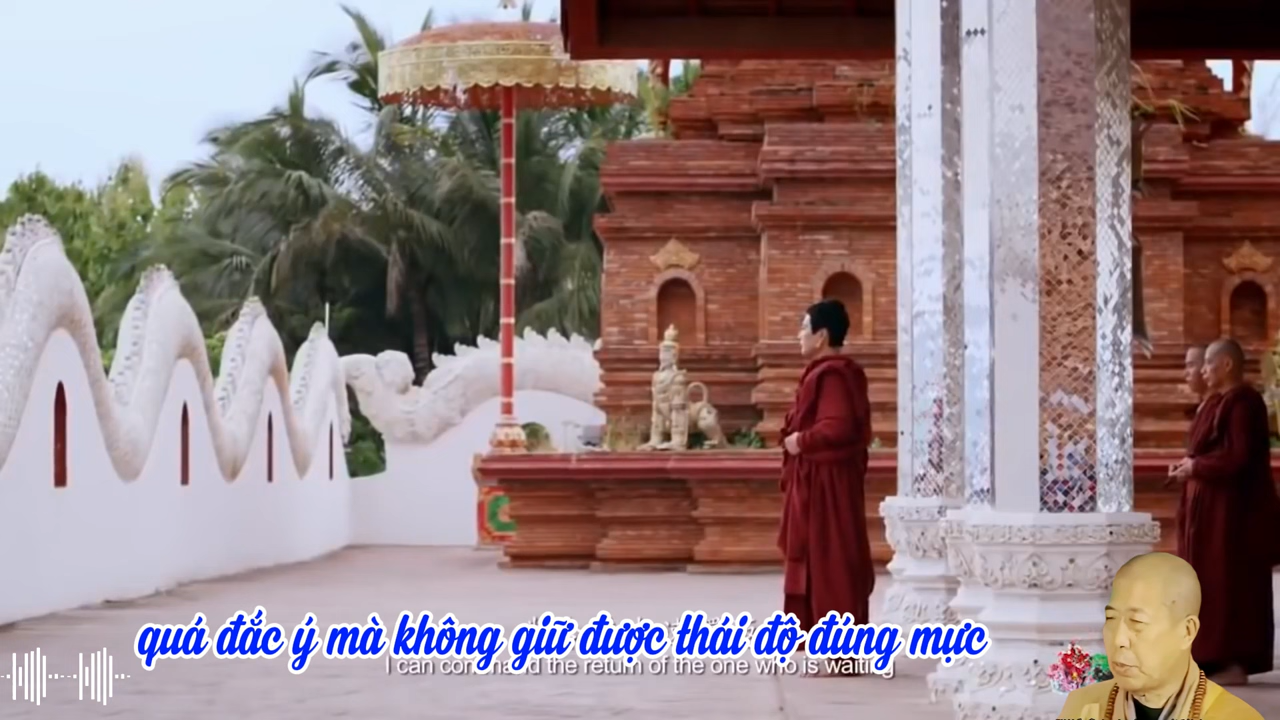 quá đắc ý mà không giữ được thái độ đúng mực
I can command the return of the one who is waiting